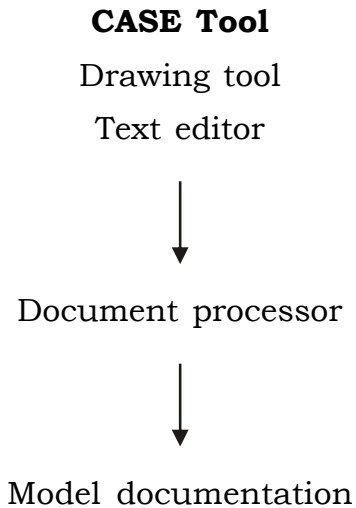 CASE Tool
Drawing tool
Text editor
Document processor
Model documentation